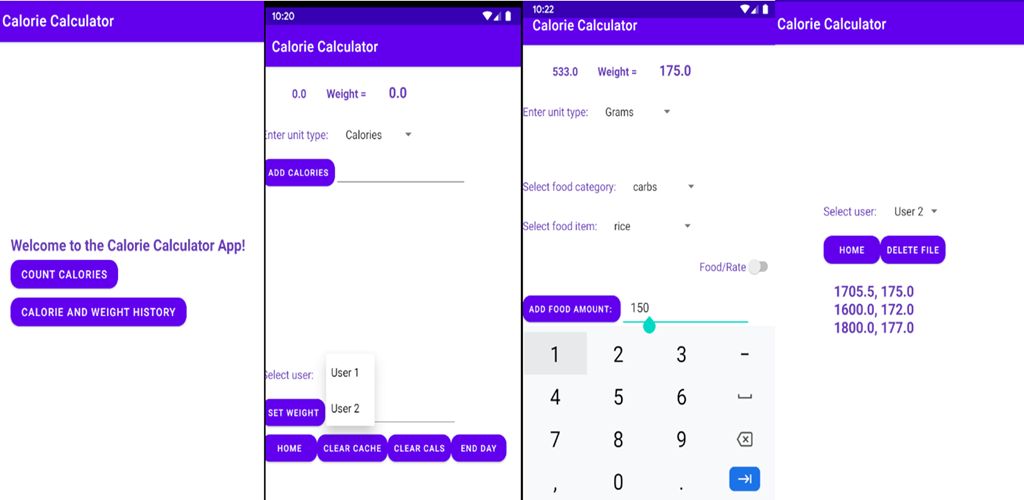 Calorie Calculator
Welcome to the Calorie Calculator App!
COUNT CALORIES
CALORIE AND WEIGHT HISTORY
10:20
Calorie Calculator
0.0 Weight = 0.0
Enter unit type: Calories
ADD CALORIES
Select user:
User 1
User 2
SET WEIGHT
HOME CLEAR CACHE CLEAR CALS END DAY
10:22
Calorie Calculator
533.0 Weight = 175.0
Enter unit type: Grams
Select food category: carbs
Select food item: rice
Food/Rate
ADD FOOD AMOUNT: 150
1 2 3 -
4 5 6
7 8 9
, 0 .
Calorie Calculator
Select user: User 2
HOME DELETE FILE
1705.5, 175.0
1600.0, 172.0
1800.0, 177.0